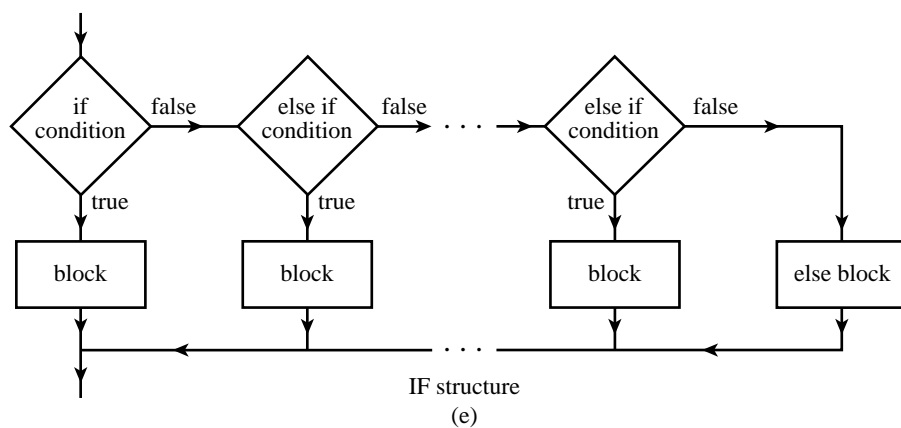 if
condition
false
else if
condition
false
. . .
else if
condition
false
true
true
true
block
block
block
else block
. . .
IF structure
(e)